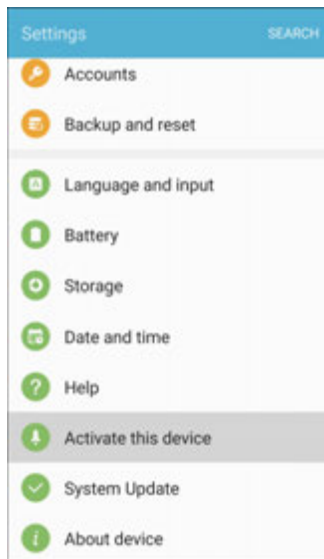 Settings
SEARCH
Accounts
Backup and reset
Language and input
Battery
Storage
Date and time
Help
Activate this device
System Update
About device